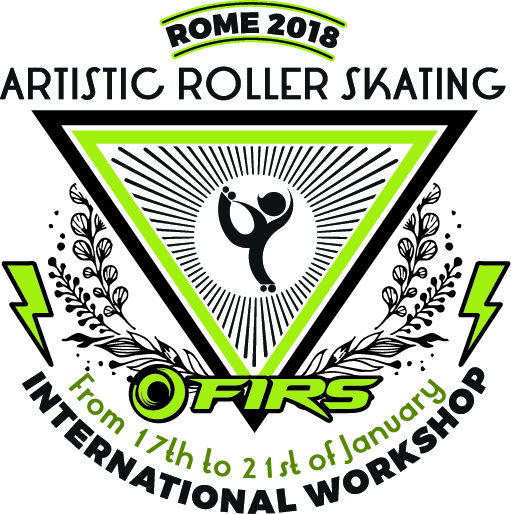 ROME 2018
ARTISTIC ROLLER SKATING
FIRS
From 17th to 21st of January
INTERNATIONAL WORKSHOP